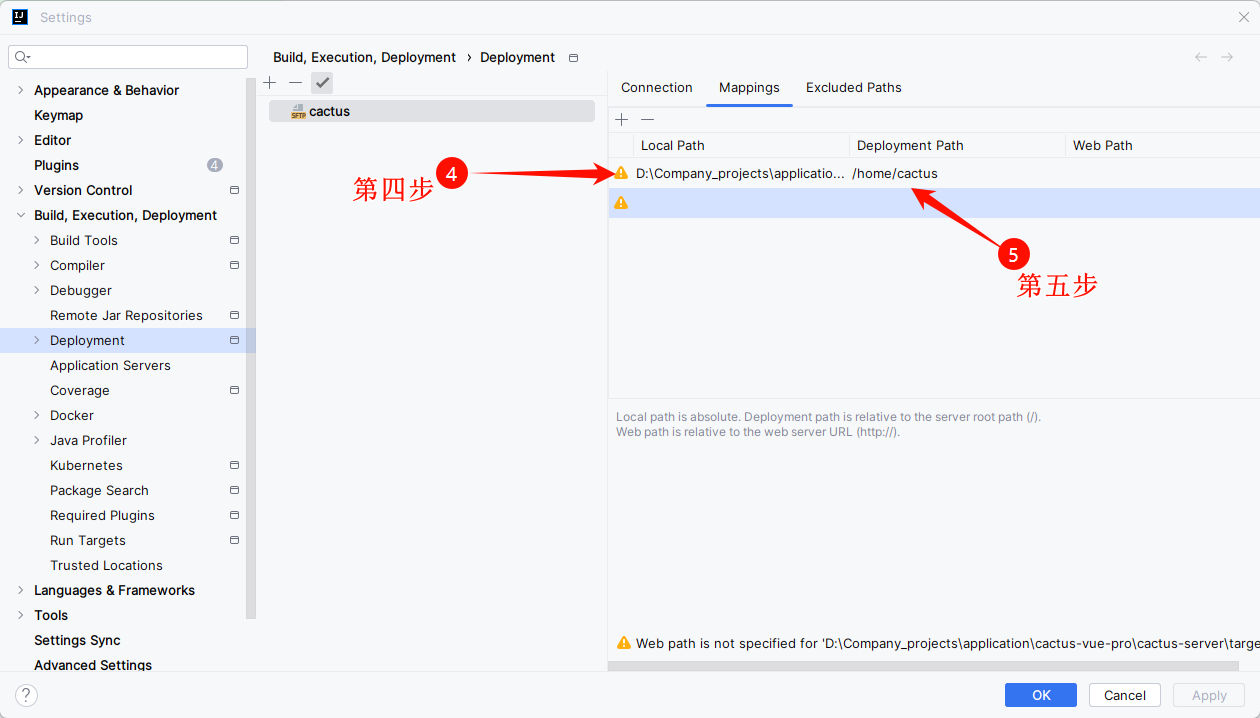 Settings
Build, Execution, Deployment › Deployment
Appearance & Behavior
Keymap
Editor
Plugins 4
Version Control
Build, Execution, Deployment
Build Tools
Compiler
Debugger
Remote Jar Repositories
Deployment
Application Servers
Coverage
Docker
Java Profiler
Kubernetes
Package Search
Required Plugins
Run Targets
Trusted Locations
Languages & Frameworks
Tools
Settings Sync
Advanced Settings
cactus
SFTP
Connection Mappings Excluded Paths
Local Path Deployment Path Web Path
D:\Company_projects\applicatio... /home/cactus
第四步 4
5
第五步
Local path is absolute. Deployment path is relative to the server root path (/).
Web path is relative to the web server URL (http://).
Web path is not specified for 'D:\Company_projects\application\cactus-vue-pro\cactus-server\targe
? OK Cancel Apply